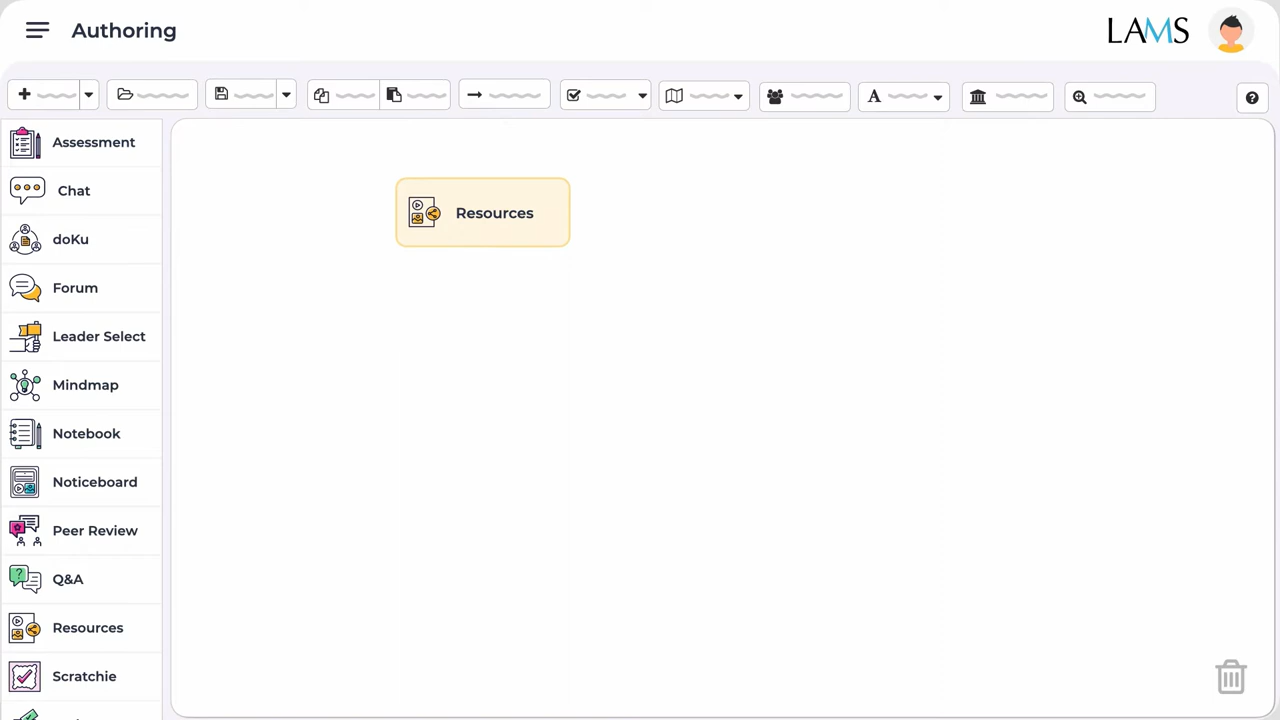 Authoring
LAMS
Assessment
Chat
doKu
Forum
Leader Select
Mindmap
Notebook
Noticeboard
Peer Review
Q&A
Resources
Scratchie
Resources